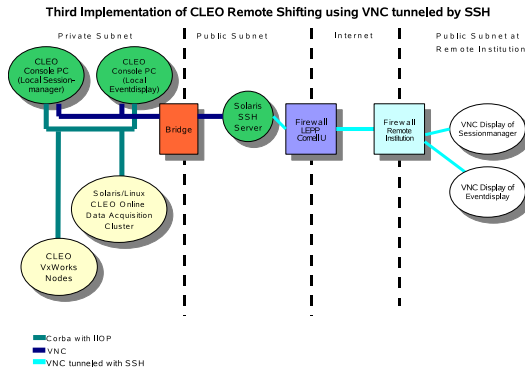 Third Implementation of CLEO Remote Shifting using VNC tunneled by SSH
Private Subnet
Public Subnet
Internet
Public Subnet at
Remote Institution
CLEO
Console PC
(Local Session-
manager)
CLEO
Console PC
(Local
Eventdisplay)
Bridge
Solaris
SSH
Server
Firewall
LEPP
Cornell U
Firewall
Remote
Institution
VNC Display of
Sessionmanager
VNC Display of
Eventdisplay
Solaris/Linux
CLEO Online
Data Acquisition
Cluster
CLEO
VxWorks
Nodes
Corba with IIOP
VNC
VNC tunneled with SSH